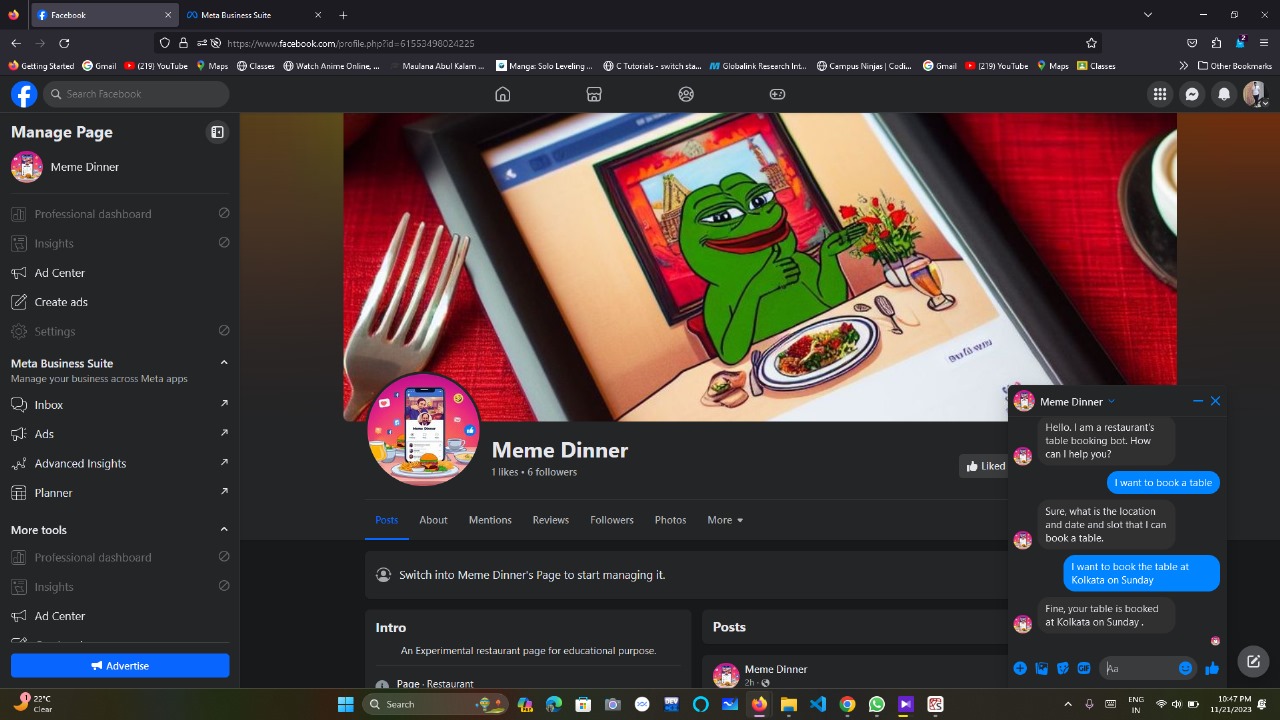 Facebook
Meta Business Suite
https://www.facebook.com/profile.php?id=61553498024225
2
Getting Started
Gmail
(219) YouTube
Maps
Classes
Watch Anime Online, ...
Maulana Abul Kalam ...
Manga: Solo Leveling ...
C Tutorials - switch sta...
Globalink Research Int...
Campus Ninjas | Codi...
Gmail
(219) YouTube
Maps
Classes
Other Bookmarks
Search Facebook
Manage Page
Meme Dinner
Professional dashboard
Insights
Ad Center
Create ads
Settings
Meta Business Suite
Manage your business across Meta apps
Inbox
Ads
Advanced Insights
Planner
More tools
Professional dashboard
Insights
Ad Center
Advertise
Meme Dinner
1 likes • 6 followers
Liked
Posts
About
Mentions
Reviews
Followers
Photos
More
Switch into Meme Dinner's Page to start managing it.
Intro
An Experimental restaurant page for educational purpose.
Page · Restaurant
Posts
Meme Dinner
2h ·
Meme Dinner
Hello. I am a restaurant's
table booking bot. How
can I help you?
I want to book a table
Sure, what is the location
and date and slot that I can
book a table.
I want to book the table at
Kolkata on Sunday
Fine, your table is booked
at Kolkata on Sunday .
GIF
Aa
1
22°C
Clear
Search
ENG
IN
10:47 PM
11/21/2023